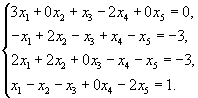 3x₁ + 0x₂ + x₃ − 2x₄ + 0x₅ = 0,
−x₁ + 2x₂ − x₃ + x₄ − x₅ = −3,
2x₁ + 2x₂ + 0x₃ − x₄ − x₅ = −3,
x₁ − x₂ − x₃ + 0x₄ − 2x₅ = 1.